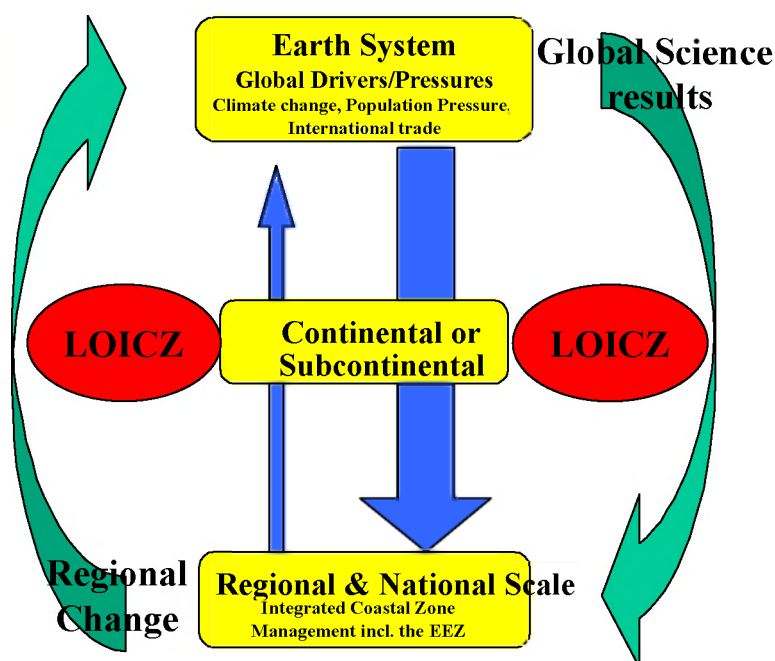 Earth System
Global Drivers/Pressures
Climate change, Population Pressure,
International trade
Global Science
results
LOICZ
Continental or
Subcontinental
LOICZ
Regional
Change
Regional & National Scale
Integrated Coastal Zone
Management incl. the EEZ